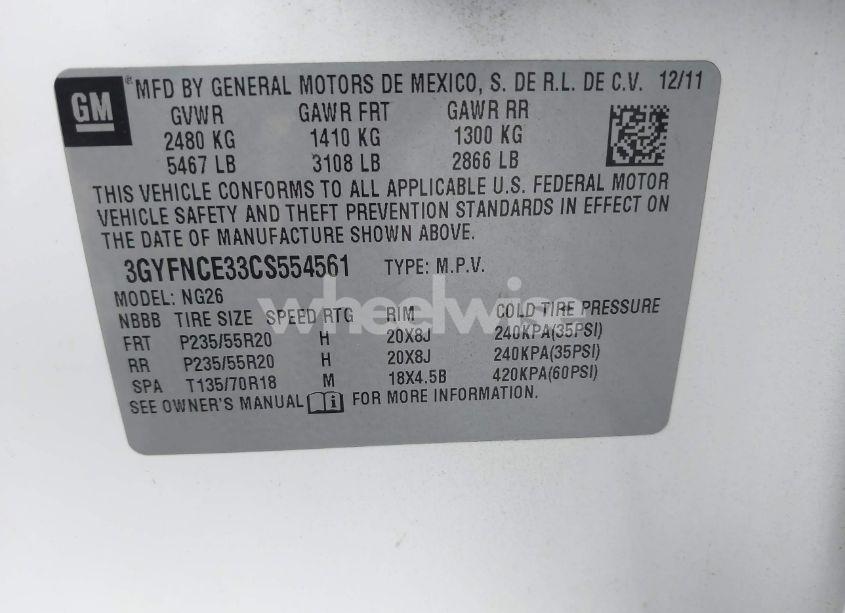 GM
® MFD BY GENERAL MOTORS DE MEXICO, S. DE R.L. DE C.V. 12/11
GVWR GAWR FRT GAWR RR
2480 KG 1410 KG 1300 KG
5467 LB 3108 LB 2866 LB
THIS VEHICLE CONFORMS TO ALL APPLICABLE U.S. FEDERAL MOTOR
VEHICLE SAFETY AND THEFT PREVENTION STANDARDS IN EFFECT ON
THE DATE OF MANUFACTURE SHOWN ABOVE.
3GYFNCE33CS554561 TYPE: M.P.V.
MODEL: NG26
NBBB TIRE SIZE SPEED RTG RIM COLD TIRE PRESSURE
FRT P235/55R20 H 20X8J 240KPA(35PSI)
RR P235/55R20 H 20X8J 240KPA(35PSI)
SPA T135/70R18 M 18X4.5B 420KPA(60PSI)
SEE OWNER'S MANUAL i FOR MORE INFORMATION.
wheelwise